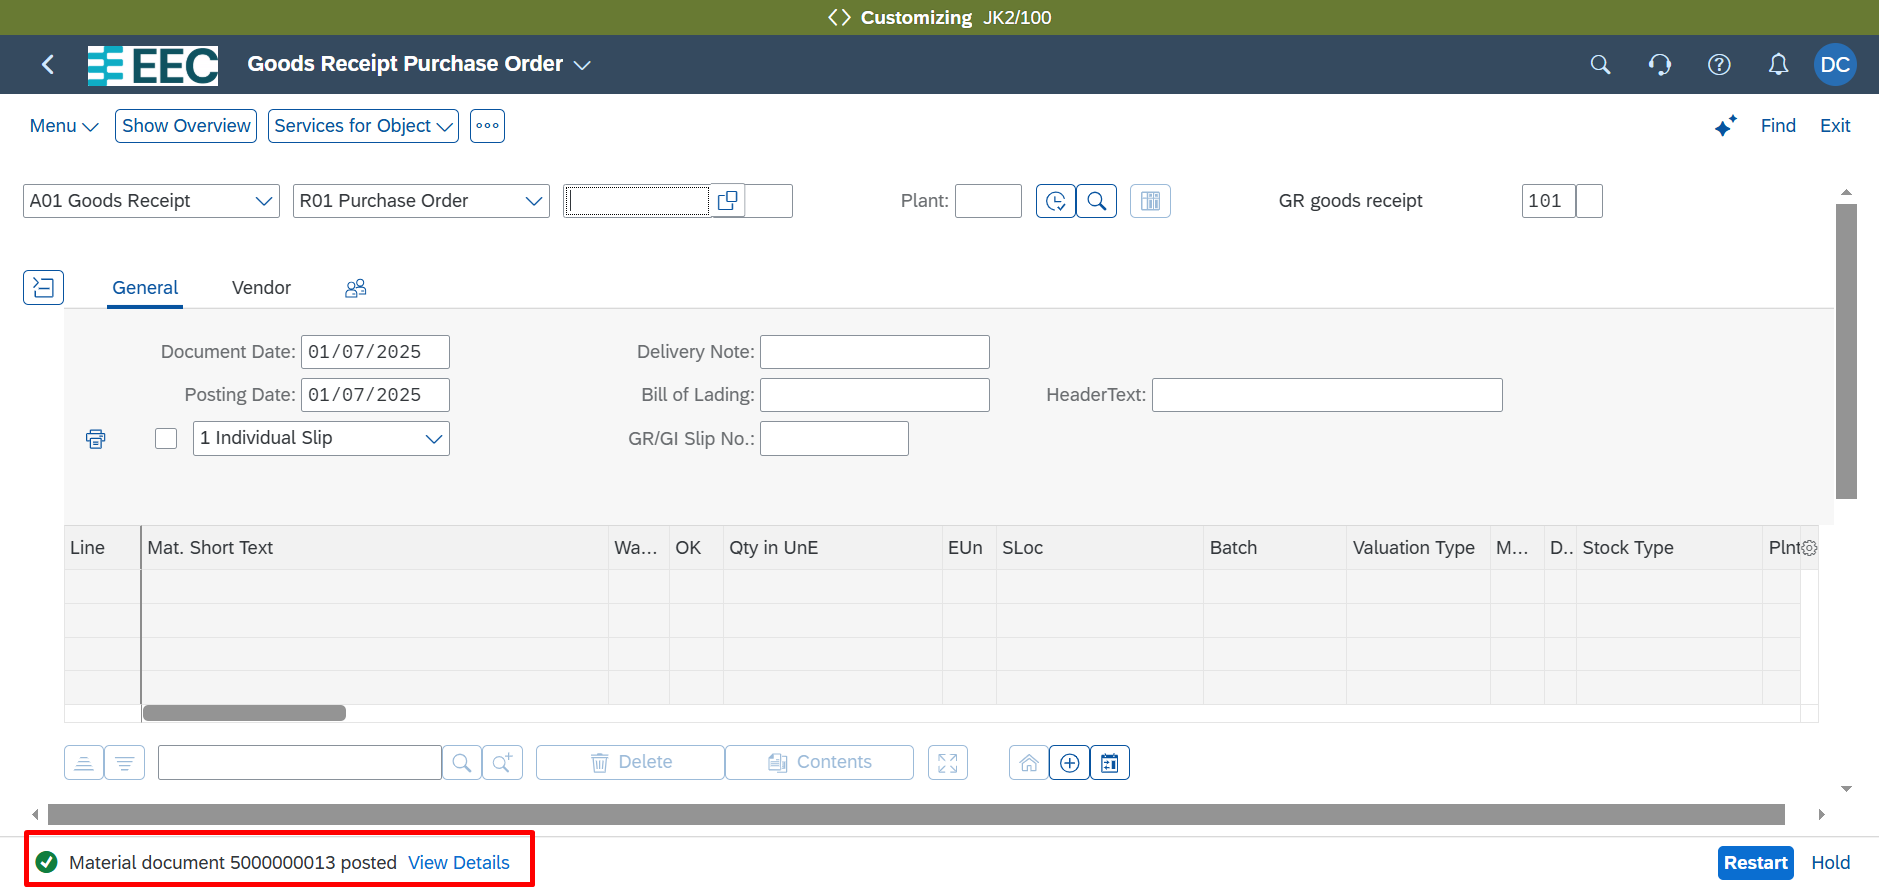 Customizing JK2/100
EEC Goods Receipt Purchase Order DC
Menu Show Overview Services for Object Find Exit
A01 Goods Receipt R01 Purchase Order Plant: GR goods receipt 101
General Vendor
Document Date: 01/07/2025 Delivery Note:
Posting Date: 01/07/2025 Bill of Lading: HeaderText:
1 Individual Slip GR/GI Slip No.:
Line Mat. Short Text Wa... OK Qty in UnE EUn SLoc Batch Valuation Type M... D.. Stock Type Plnt
Delete Contents
Material document 5000000013 posted View Details Restart Hold